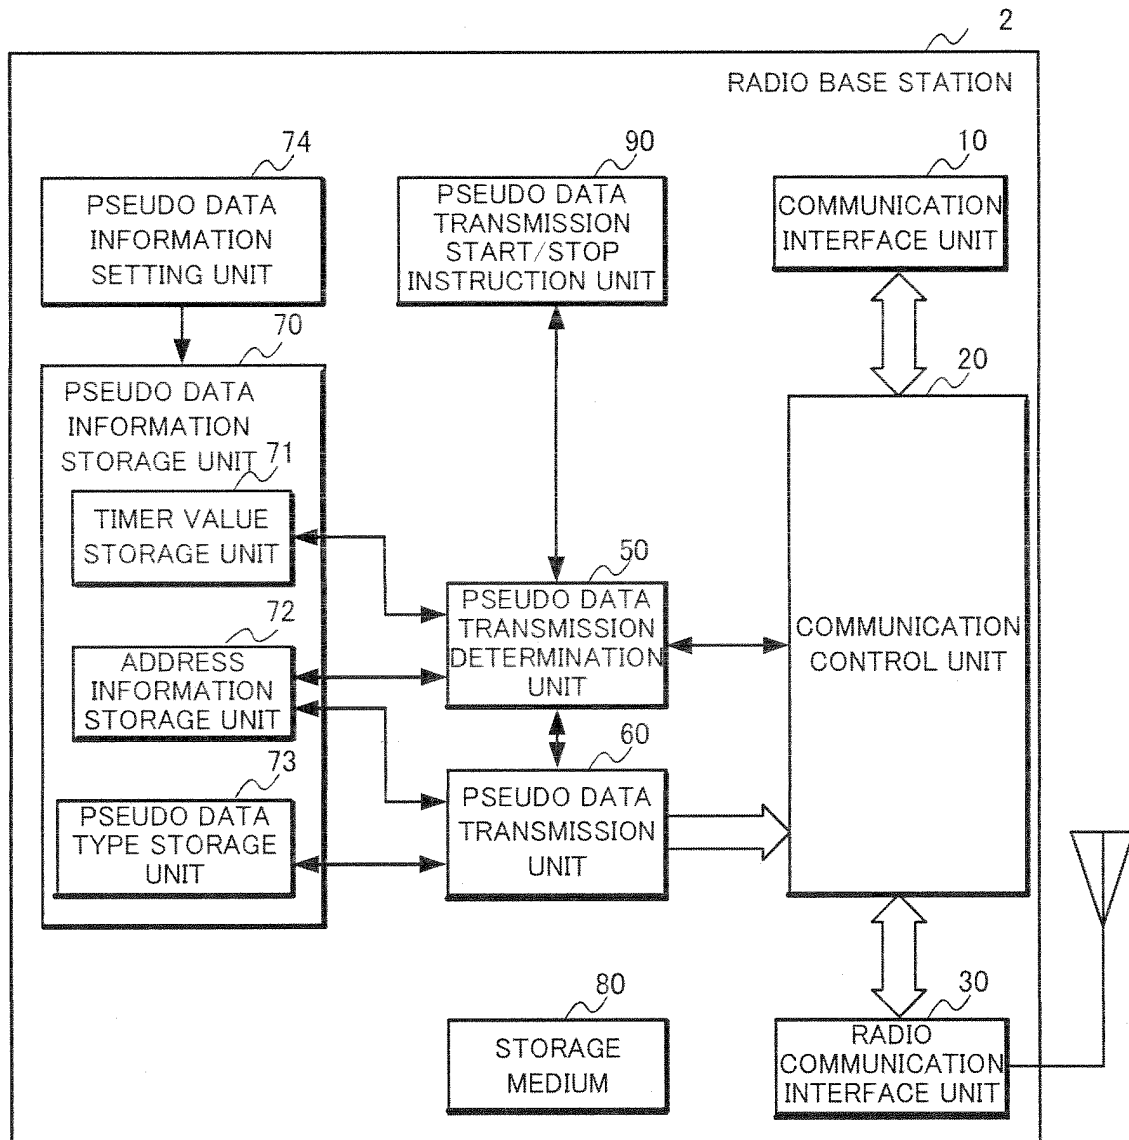 2
RADIO BASE STATION
74
PSEUDO DATA
INFORMATION
SETTING UNIT
90
PSEUDO DATA
TRANSMISSION
START/STOP
INSTRUCTION UNIT
10
COMMUNICATION
INTERFACE UNIT
70
PSEUDO DATA
INFORMATION
STORAGE UNIT
71
TIMER VALUE
STORAGE UNIT
72
ADDRESS
INFORMATION
STORAGE UNIT
73
PSEUDO DATA
TYPE STORAGE
UNIT
50
PSEUDO DATA
TRANSMISSION
DETERMINATION
UNIT
60
PSEUDO DATA
TRANSMISSION
UNIT
20
COMMUNICATION
CONTROL UNIT
80
STORAGE
MEDIUM
30
RADIO
COMMUNICATION
INTERFACE UNIT